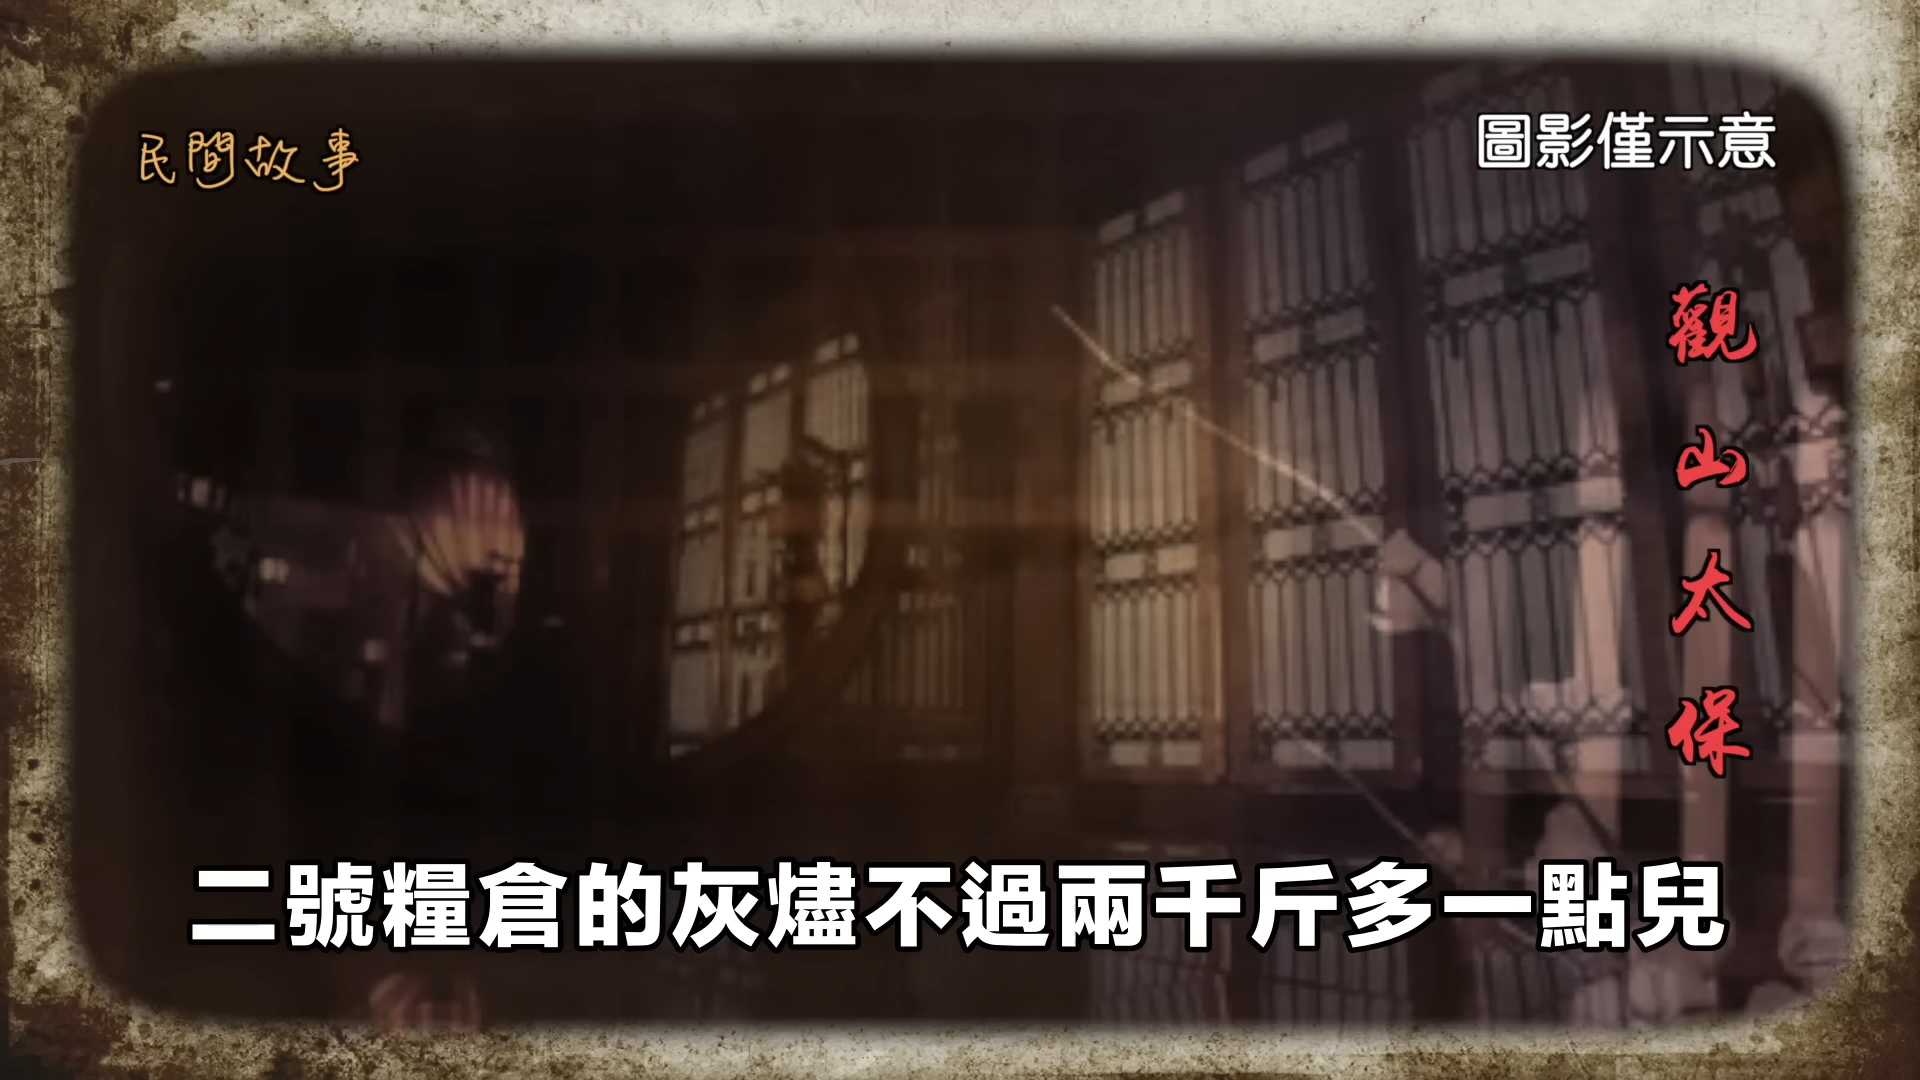 民間故事
圖影僅示意
觀山太保
二號糧倉的灰燼不過兩千斤多一點兒